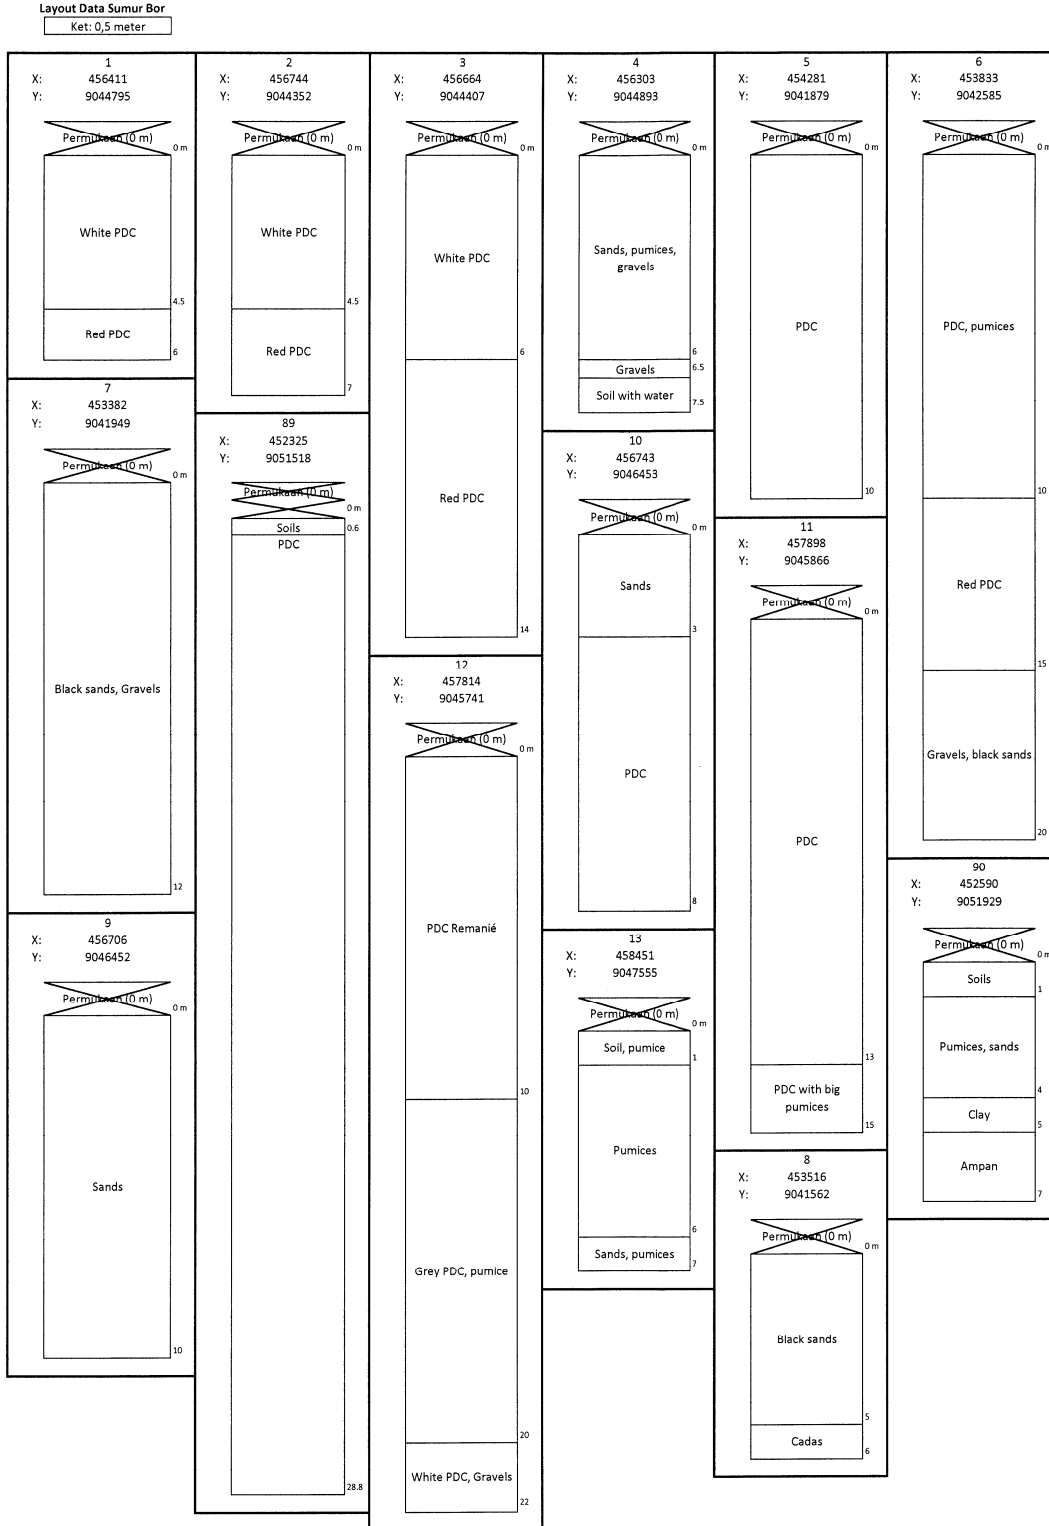 Layout Data Sumur Bor
Ket: 0,5 meter
1
X: 456411
Y: 9044795
Permukaan (0 m)
0 m
White PDC
4.5
Red PDC
6
2
X: 456744
Y: 9044352
Permukaan (0 m)
0 m
White PDC
4.5
Red PDC
7
3
X: 456664
Y: 9044407
Permukaan (0 m)
0 m
White PDC
6
Red PDC
14
4
X: 456303
Y: 9044893
Permukaan (0 m)
0 m
Sands, pumices,
gravels
6
Gravels
6.5
Soil with water
7.5
5
X: 454281
Y: 9041879
Permukaan (0 m)
0 m
PDC
10
6
X: 453833
Y: 9042585
Permukaan (0 m)
0 m
PDC, pumices
10
Red PDC
15
Gravels, black sands
20
7
X: 453382
Y: 9041949
Permukaan (0 m)
0 m
Black sands, Gravels
12
89
X: 452325
Y: 9051518
Permukaan (0 m)
0 m
Soils
0.6
PDC
28.8
10
X: 456743
Y: 9046453
Permukaan (0 m)
0 m
Sands
3
PDC
8
11
X: 457898
Y: 9045866
Permukaan (0 m)
0 m
PDC
13
PDC with big
pumices
15
12
X: 457814
Y: 9045741
Permukaan (0 m)
0 m
PDC Remanié
10
Grey PDC, pumice
20
White PDC, Gravels
22
90
X: 452590
Y: 9051929
Permukaan (0 m)
0 m
Soils
1
Pumices, sands
4
Clay
5
Ampan
7
9
X: 456706
Y: 9046452
Permukaan (0 m)
0 m
Sands
10
13
X: 458451
Y: 9047555
Permukaan (0 m)
0 m
Soil, pumice
1
Pumices
6
Sands, pumices
7
8
X: 453516
Y: 9041562
Permukaan (0 m)
0 m
Black sands
5
Cadas
6